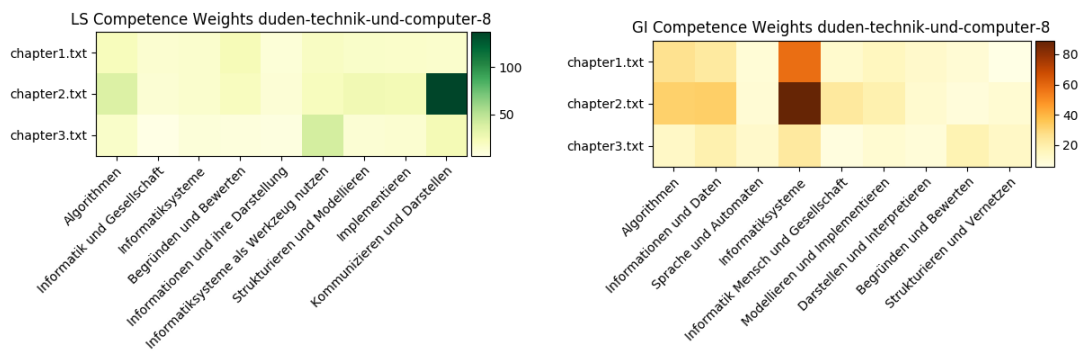 LS Competence Weights duden-technik-und-computer-8
chapter1.txt
chapter2.txt
chapter3.txt
100
50
Algorithmen
Informatik und Gesellschaft
Informatiksysteme
Begründen und Bewerten
Informationen und ihre Darstellung
Informatiksysteme als Werkzeug nutzen
Strukturieren und Modellieren
Implementieren
Kommunizieren und Darstellen
GI Competence Weights duden-technik-und-computer-8
chapter1.txt
chapter2.txt
chapter3.txt
80
60
40
20
Algorithmen
Informationen und Daten
Sprache und Automaten
Informatiksysteme
Informatik Mensch und Gesellschaft
Modellieren und Implementieren
Darstellen und Interpretieren
Begründen und Bewerten
Strukturieren und Vernetzen